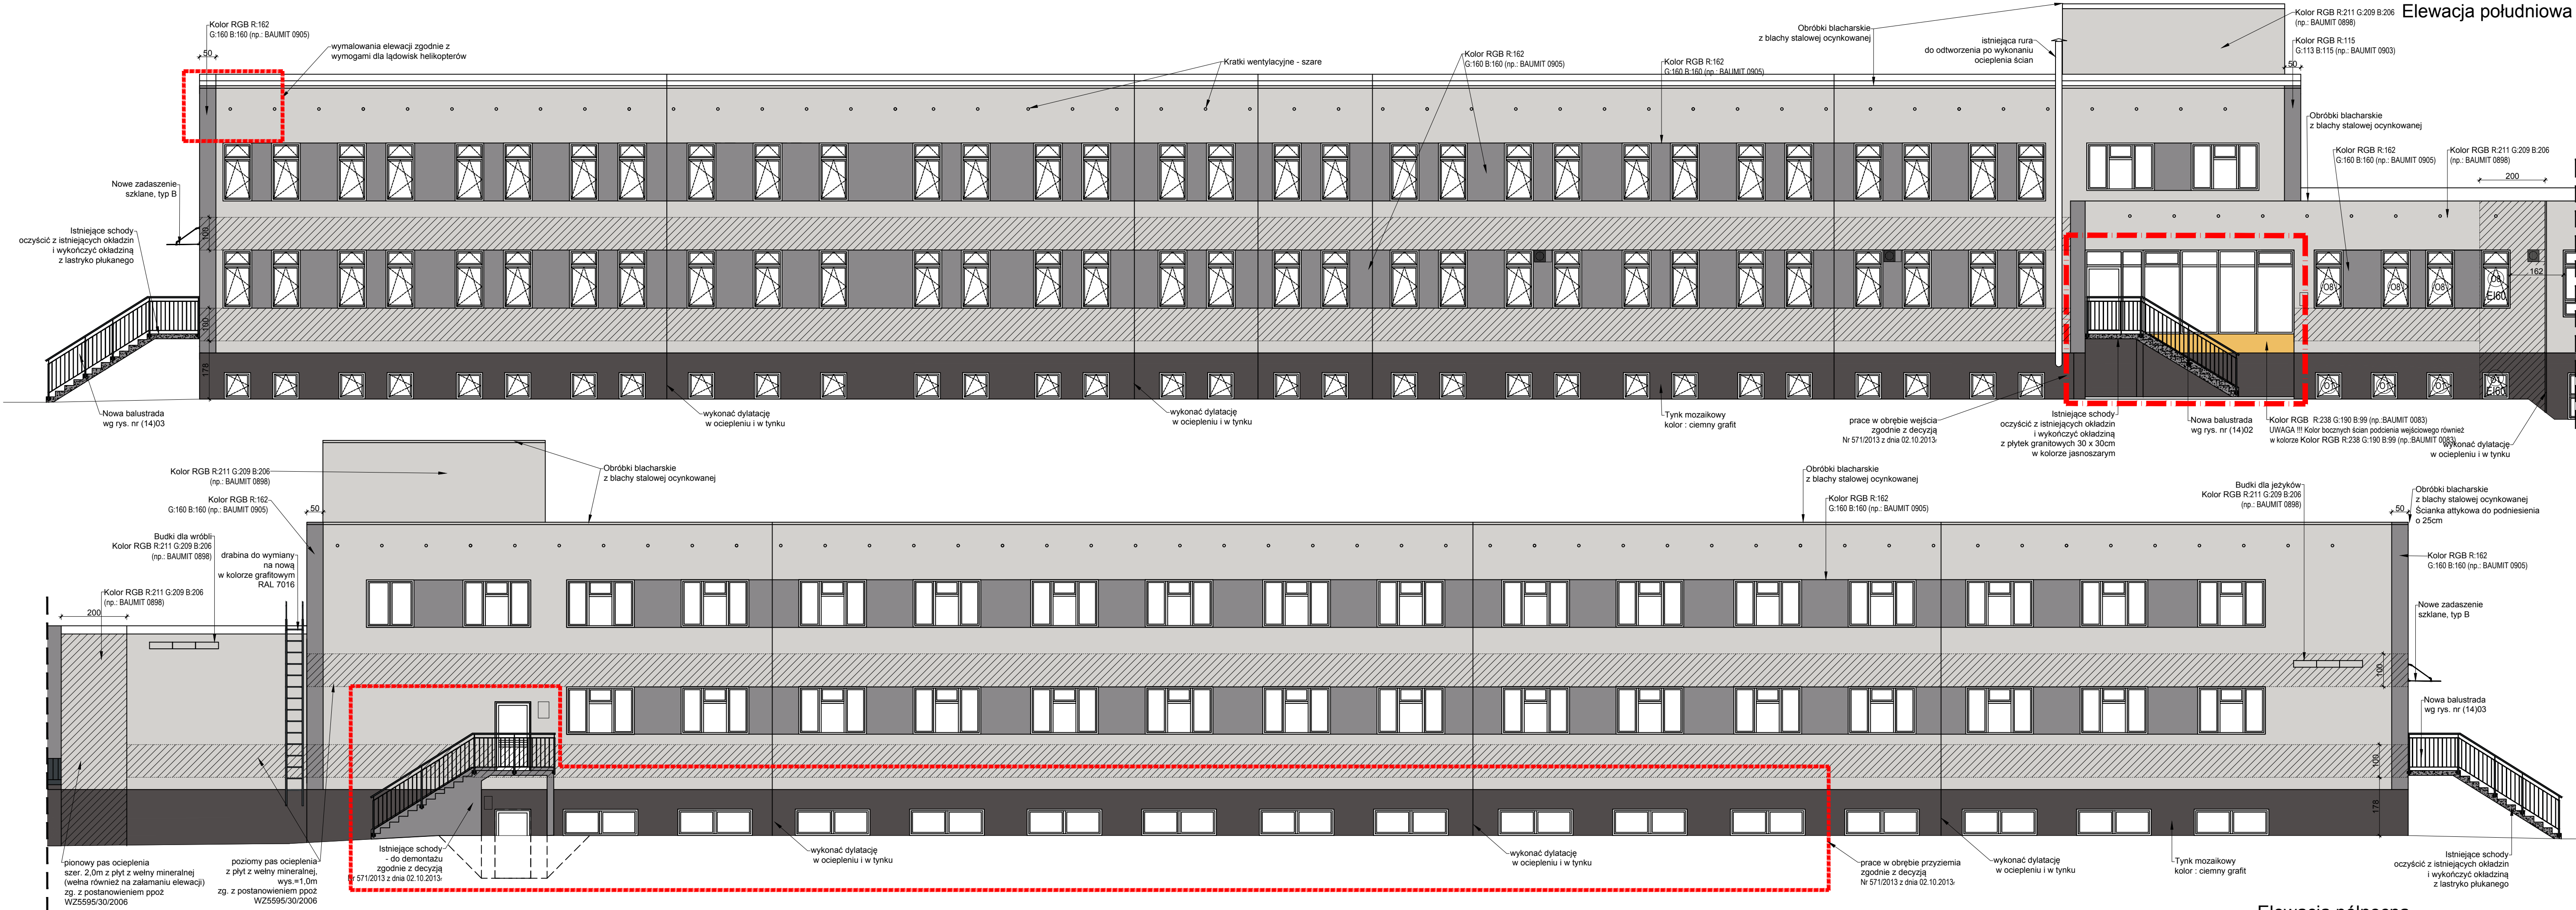 Elewacja południowa
Kolor RGB R:162
G:160 B:160 (np.: BAUMIT 0905)
50
wymalowania elewacji zgodnie z
wymogami dla lądowisk helikopterów
Kratki wentylacyjne - szare
Kolor RGB R:162
G:160 B:160 (np.: BAUMIT 0905)
Kolor RGB R:162
G:160 B:160 (np.: BAUMIT 0905)
Obróbki blacharskie
z blachy stalowej ocynkowanej
istniejąca rura
do odtworzenia po wykonaniu
ocieplenia ścian
Kolor RGB R:211 G:209 B:206
(np.: BAUMIT 0898)
Kolor RGB R:115
G:113 B:115 (np.: BAUMIT 0903)
50
Obróbki blacharskie
z blachy stalowej ocynkowanej
Kolor RGB R:162
G:160 B:160 (np.: BAUMIT 0905)
Kolor RGB R:211 G:209 B:206
(np.: BAUMIT 0898)
200
Nowe zadaszenie
szklane, typ B
Istniejące schody
oczyścić z istniejących okładzin
i wykończyć okładziną
z lastryko płukanego
100
100
178
162
O8
O8
O8
O8
EI60
O1
O1
O1
O1
EI60
Nowa balustrada
wg rys. nr (14)03
wykonać dylatację
w ociepleniu i w tynku
wykonać dylatację
w ociepleniu i w tynku
Tynk mozaikowy
kolor : ciemny grafit
prace w obrębie wejścia
zgodnie z decyzją
Nr 571/2013 z dnia 02.10.2013r
Istniejące schody
oczyścić z istniejących okładzin
i wykończyć okładziną
z płytek granitowych 30 x 30cm
w kolorze jasnoszarym
Nowa balustrada
wg rys. nr (14)02
Kolor RGB R:238 G:190 B:99 (np.:BAUMIT 0083)
UWAGA !!! Kolor bocznych ścian podcienia wejściowego również
w kolorze Kolor RGB R:238 G:190 B:99 (np.:BAUMIT 0083)
wykonać dylatację
w ociepleniu i w tynku
Kolor RGB R:211 G:209 B:206
(np.: BAUMIT 0898)
Kolor RGB R:162
G:160 B:160 (np.: BAUMIT 0905)
50
Obróbki blacharskie
z blachy stalowej ocynkowanej
Budki dla wróbli
Kolor RGB R:211 G:209 B:206
(np.: BAUMIT 0898)
drabina do wymiany
na nową
w kolorze grafitowym
RAL 7016
Kolor RGB R:211 G:209 B:206
(np.: BAUMIT 0898)
200
Obróbki blacharskie
z blachy stalowej ocynkowanej
Kolor RGB R:162
G:160 B:160 (np.: BAUMIT 0905)
Budki dla jeżyków
Kolor RGB R:211 G:209 B:206
(np.: BAUMIT 0898)
50
Obróbki blacharskie
z blachy stalowej ocynkowanej
Ścianka attykowa do podniesienia
o 25cm
Kolor RGB R:162
G:160 B:160 (np.: BAUMIT 0905)
Nowe zadaszenie
szklane, typ B
Nowa balustrada
wg rys. nr (14)03
100
100
178
pionowy pas ocieplenia
szer. 2,0m z płyt z wełny mineralnej
(wełna również na załamaniu elewacji)
zg. z postanowieniem ppoż
WZ5595/30/2006
poziomy pas ocieplenia
z płyt z wełny mineralnej,
wys.=1,0m
zg. z postanowieniem ppoż
WZ5595/30/2006
Istniejące schody
- do demontażu
zgodnie z decyzją
Nr 571/2013 z dnia 02.10.2013r
wykonać dylatację
w ociepleniu i w tynku
wykonać dylatację
w ociepleniu i w tynku
prace w obrębie przyziemia
zgodnie z decyzją
Nr 571/2013 z dnia 02.10.2013r
wykonać dylatację
w ociepleniu i w tynku
Tynk mozaikowy
kolor : ciemny grafit
Istniejące schody
oczyścić z istniejących okładzin
i wykończyć okładziną
z lastryko płukanego
Elewacja północna